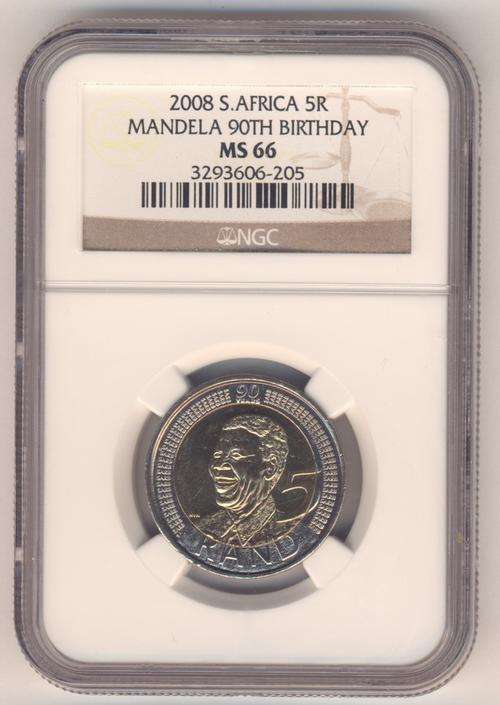 2008 S.AFRICA 5R
MANDELA 90TH BIRTHDAY
MS 66
3293606-205
NGC
90
5
RAND